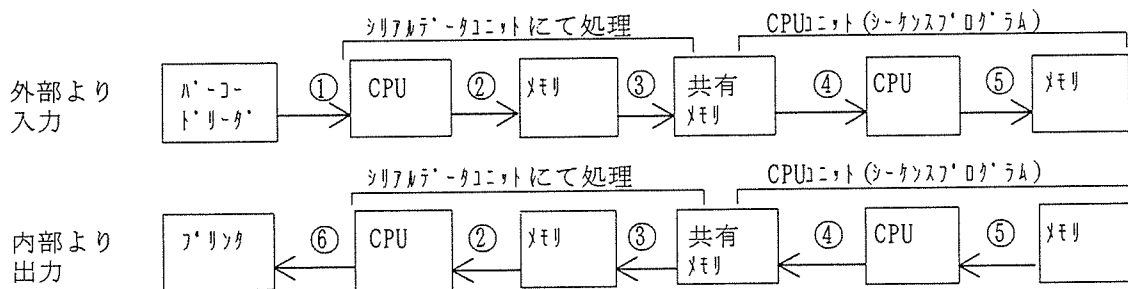 シリアルデータユニットにて処理
CPUユニット(シーケンスプログラム)
外部より
入力
バーコー
ドリーダ
①
CPU
②
メモリ
③
共有
メモリ
④
CPU
⑤
メモリ
シリアルデータユニットにて処理
CPUユニット(シーケンスプログラム)
内部より
出力
プリンタ
⑥
CPU
②
メモリ
③
共有
メモリ
④
CPU
⑤
メモリ